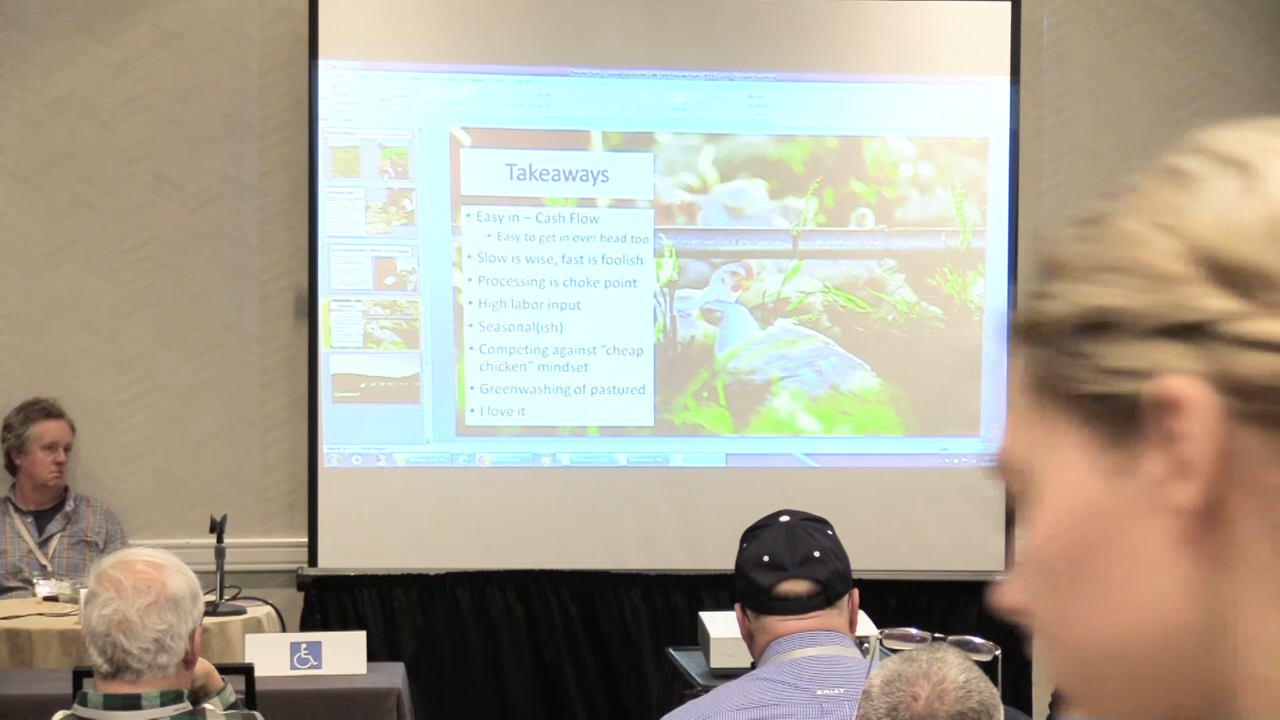 Takeaways
• Easy in – Cash Flow
• Easy to get in over head too
• Slow is wise, fast is foolish
• Processing is choke point
• High labor input
• Seasonal(ish)
• Competing against "cheap
chicken" mindset
• Greenwashing of pastured
• I love it
ARIAT